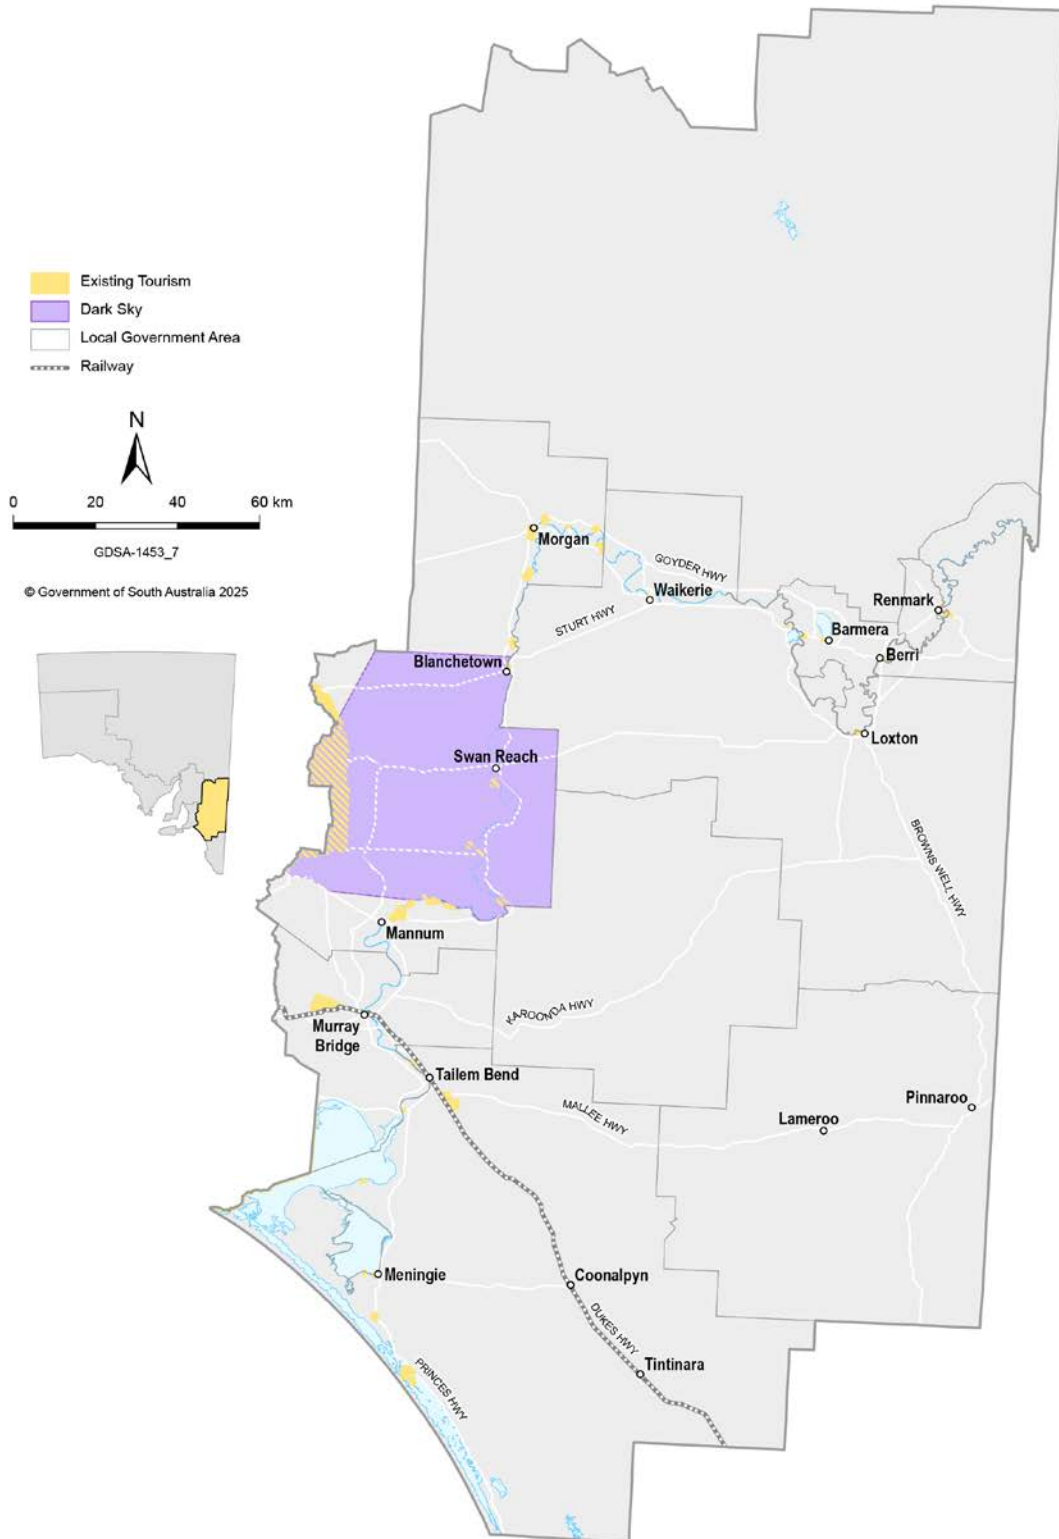 Existing Tourism
Dark Sky
Local Government Area
Railway
N
0 20 40 60 km
GDSA-1453_7
© Government of South Australia 2025
Morgan
GOYDER HWY
Waikerie
Renmark
STURT HWY
Barmera
Berri
Blanchetown
Loxton
Swan Reach
BROWNS WELL HWY
Mannum
KAROONDA HWY
Murray
Bridge
Tailem Bend
MALLEE HWY
Pinnaroo
Lameroo
Meningie
Coonalpyn
DUKES HWY
Tintinara
PRINCES HWY